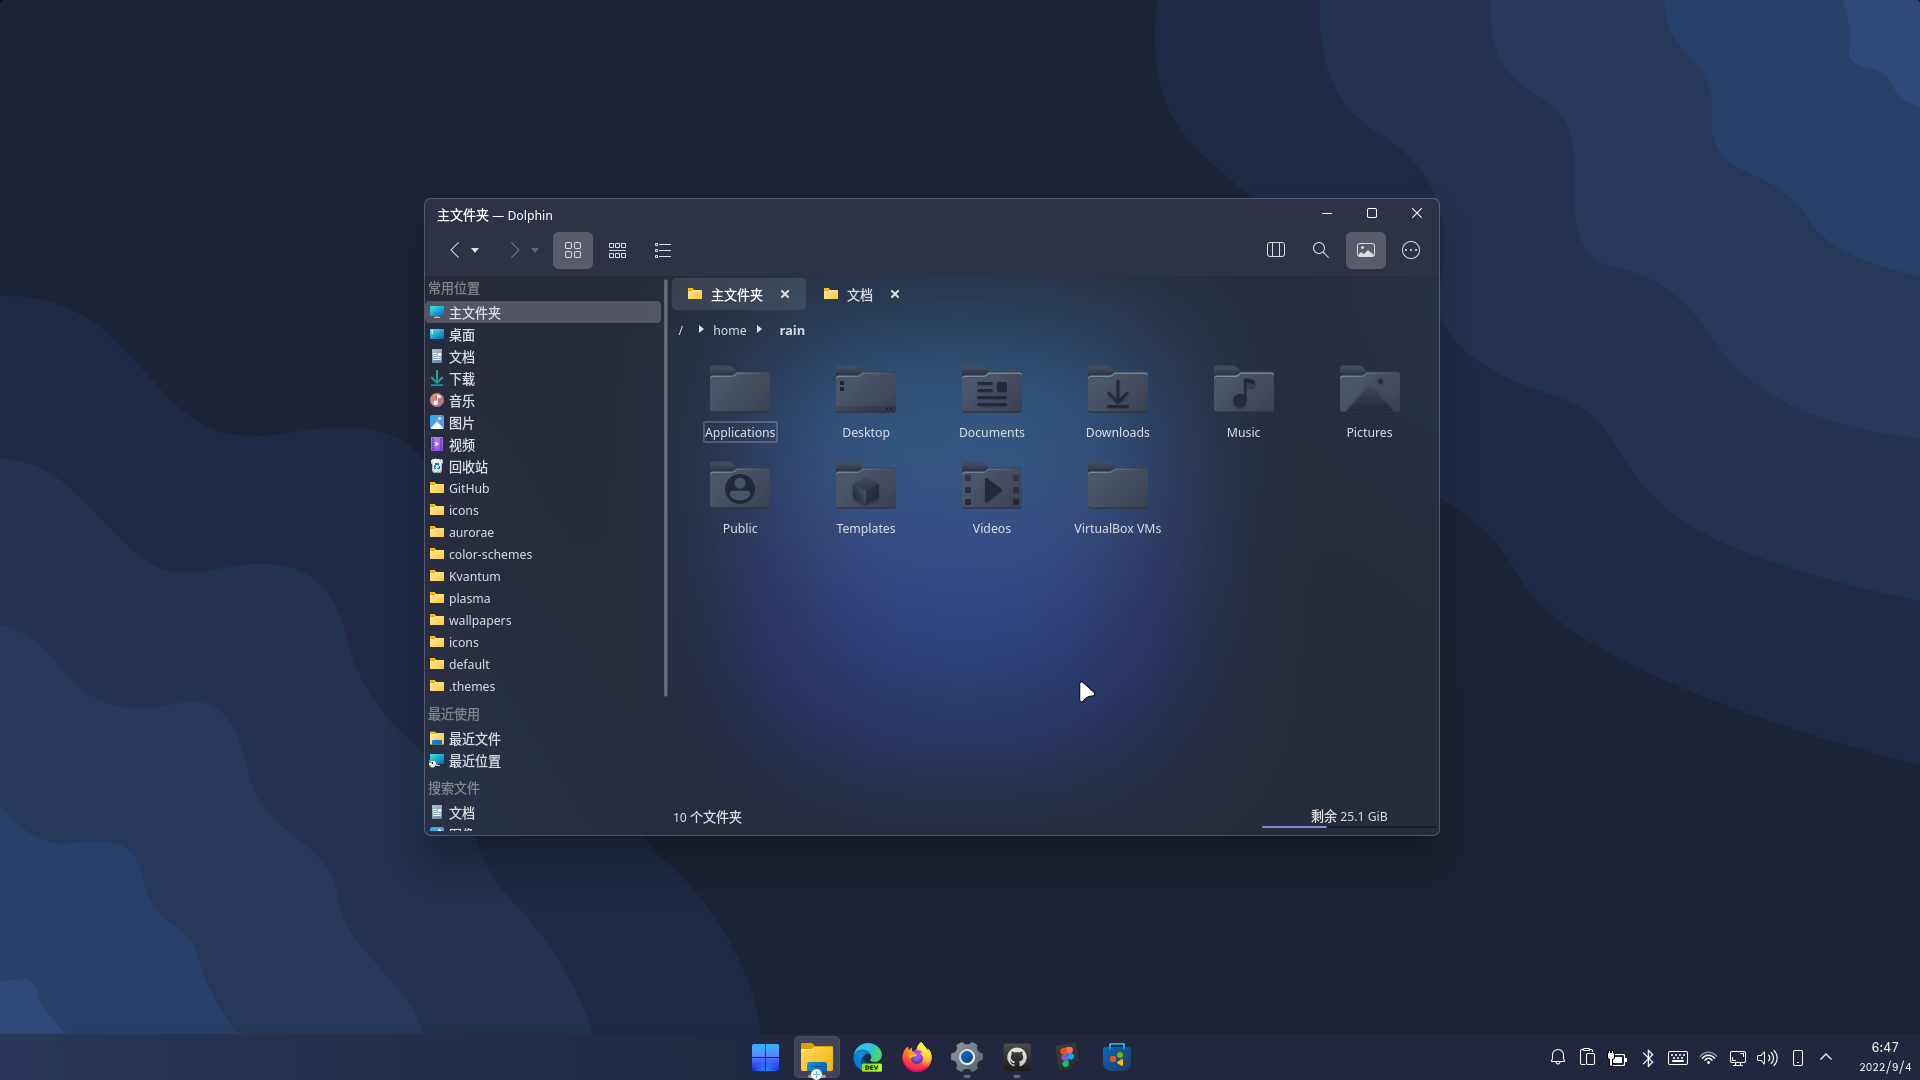 主文件夹 — Dolphin
常用位置
主文件夹
桌面
文档
下载
音乐
图片
视频
回收站
GitHub
icons
aurorae
color-schemes
Kvantum
plasma
wallpapers
icons
default
.themes
最近使用
最近文件
最近位置
搜索文件
文档
主文件夹
文档
/ home rain
Applications
Desktop
Documents
Downloads
Music
Pictures
Public
Templates
Videos
VirtualBox VMs
10 个文件夹
剩余 25.1 GiB
DEV
6:47
2022/9/4